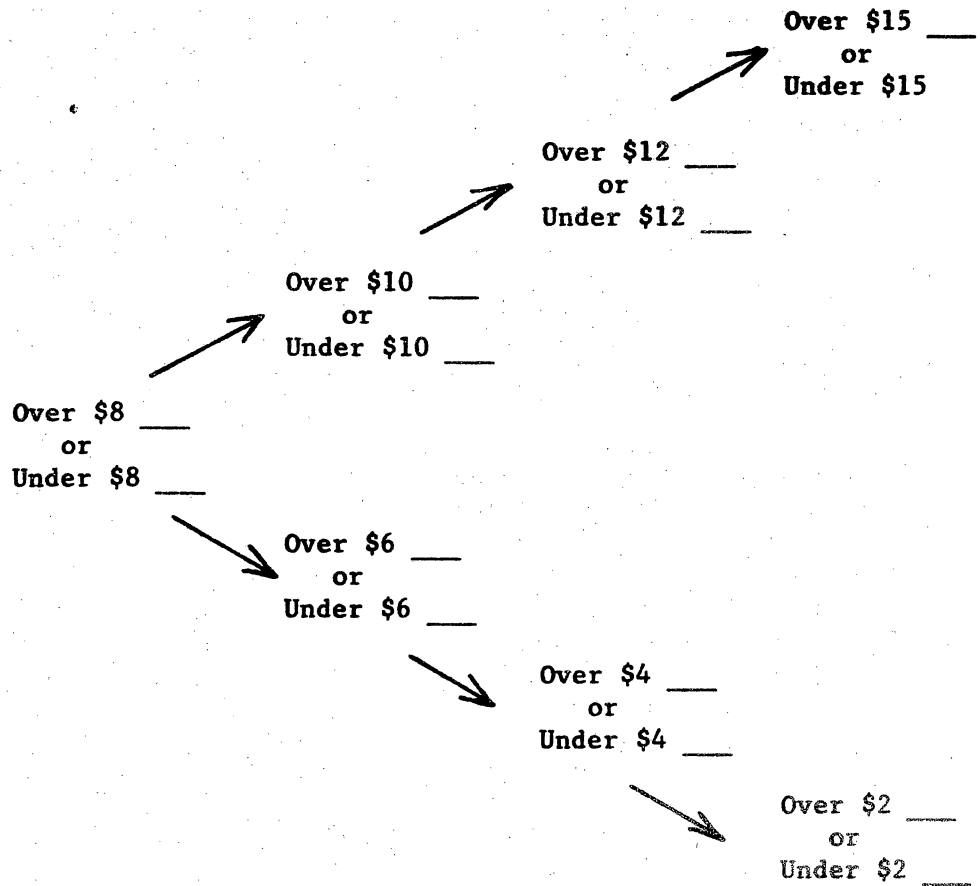 Over $15 ___
or
Under $15
Over $12 ___
or
Under $12 ___
Over $10 ___
or
Under $10 ___
Over $8 ___
or
Under $8 ___
Over $6 ___
or
Under $6 ___
Over $4 ___
or
Under $4 ___
Over $2 ___
or
Under $2 ___